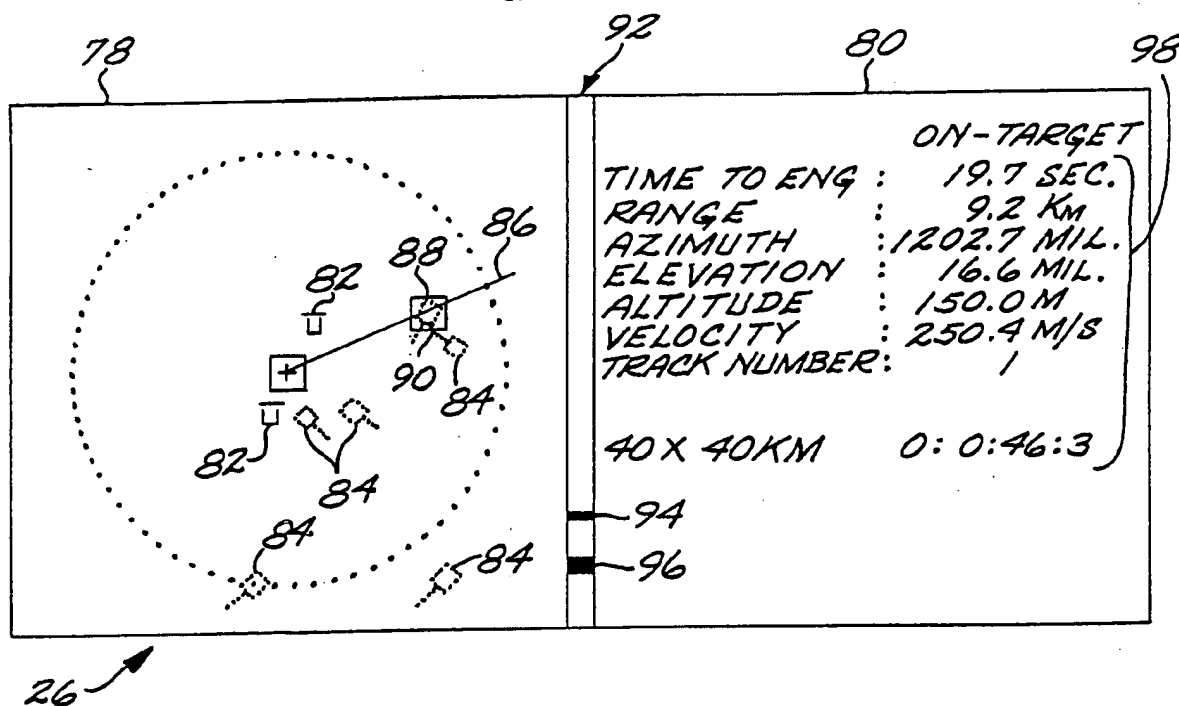 78
92
80
98
ON-TARGET
TIME TO ENG : 19.7 SEC.
RANGE : 9.2 KM
AZIMUTH : 1202.7 MIL.
ELEVATION : 16.6 MIL.
ALTITUDE : 150.0 M
VELOCITY : 250.4 M/S
TRACK NUMBER: 1
40 X 40KM 0: 0:46:3
86
88
82
90
84
82
84
94
84
84
96
26